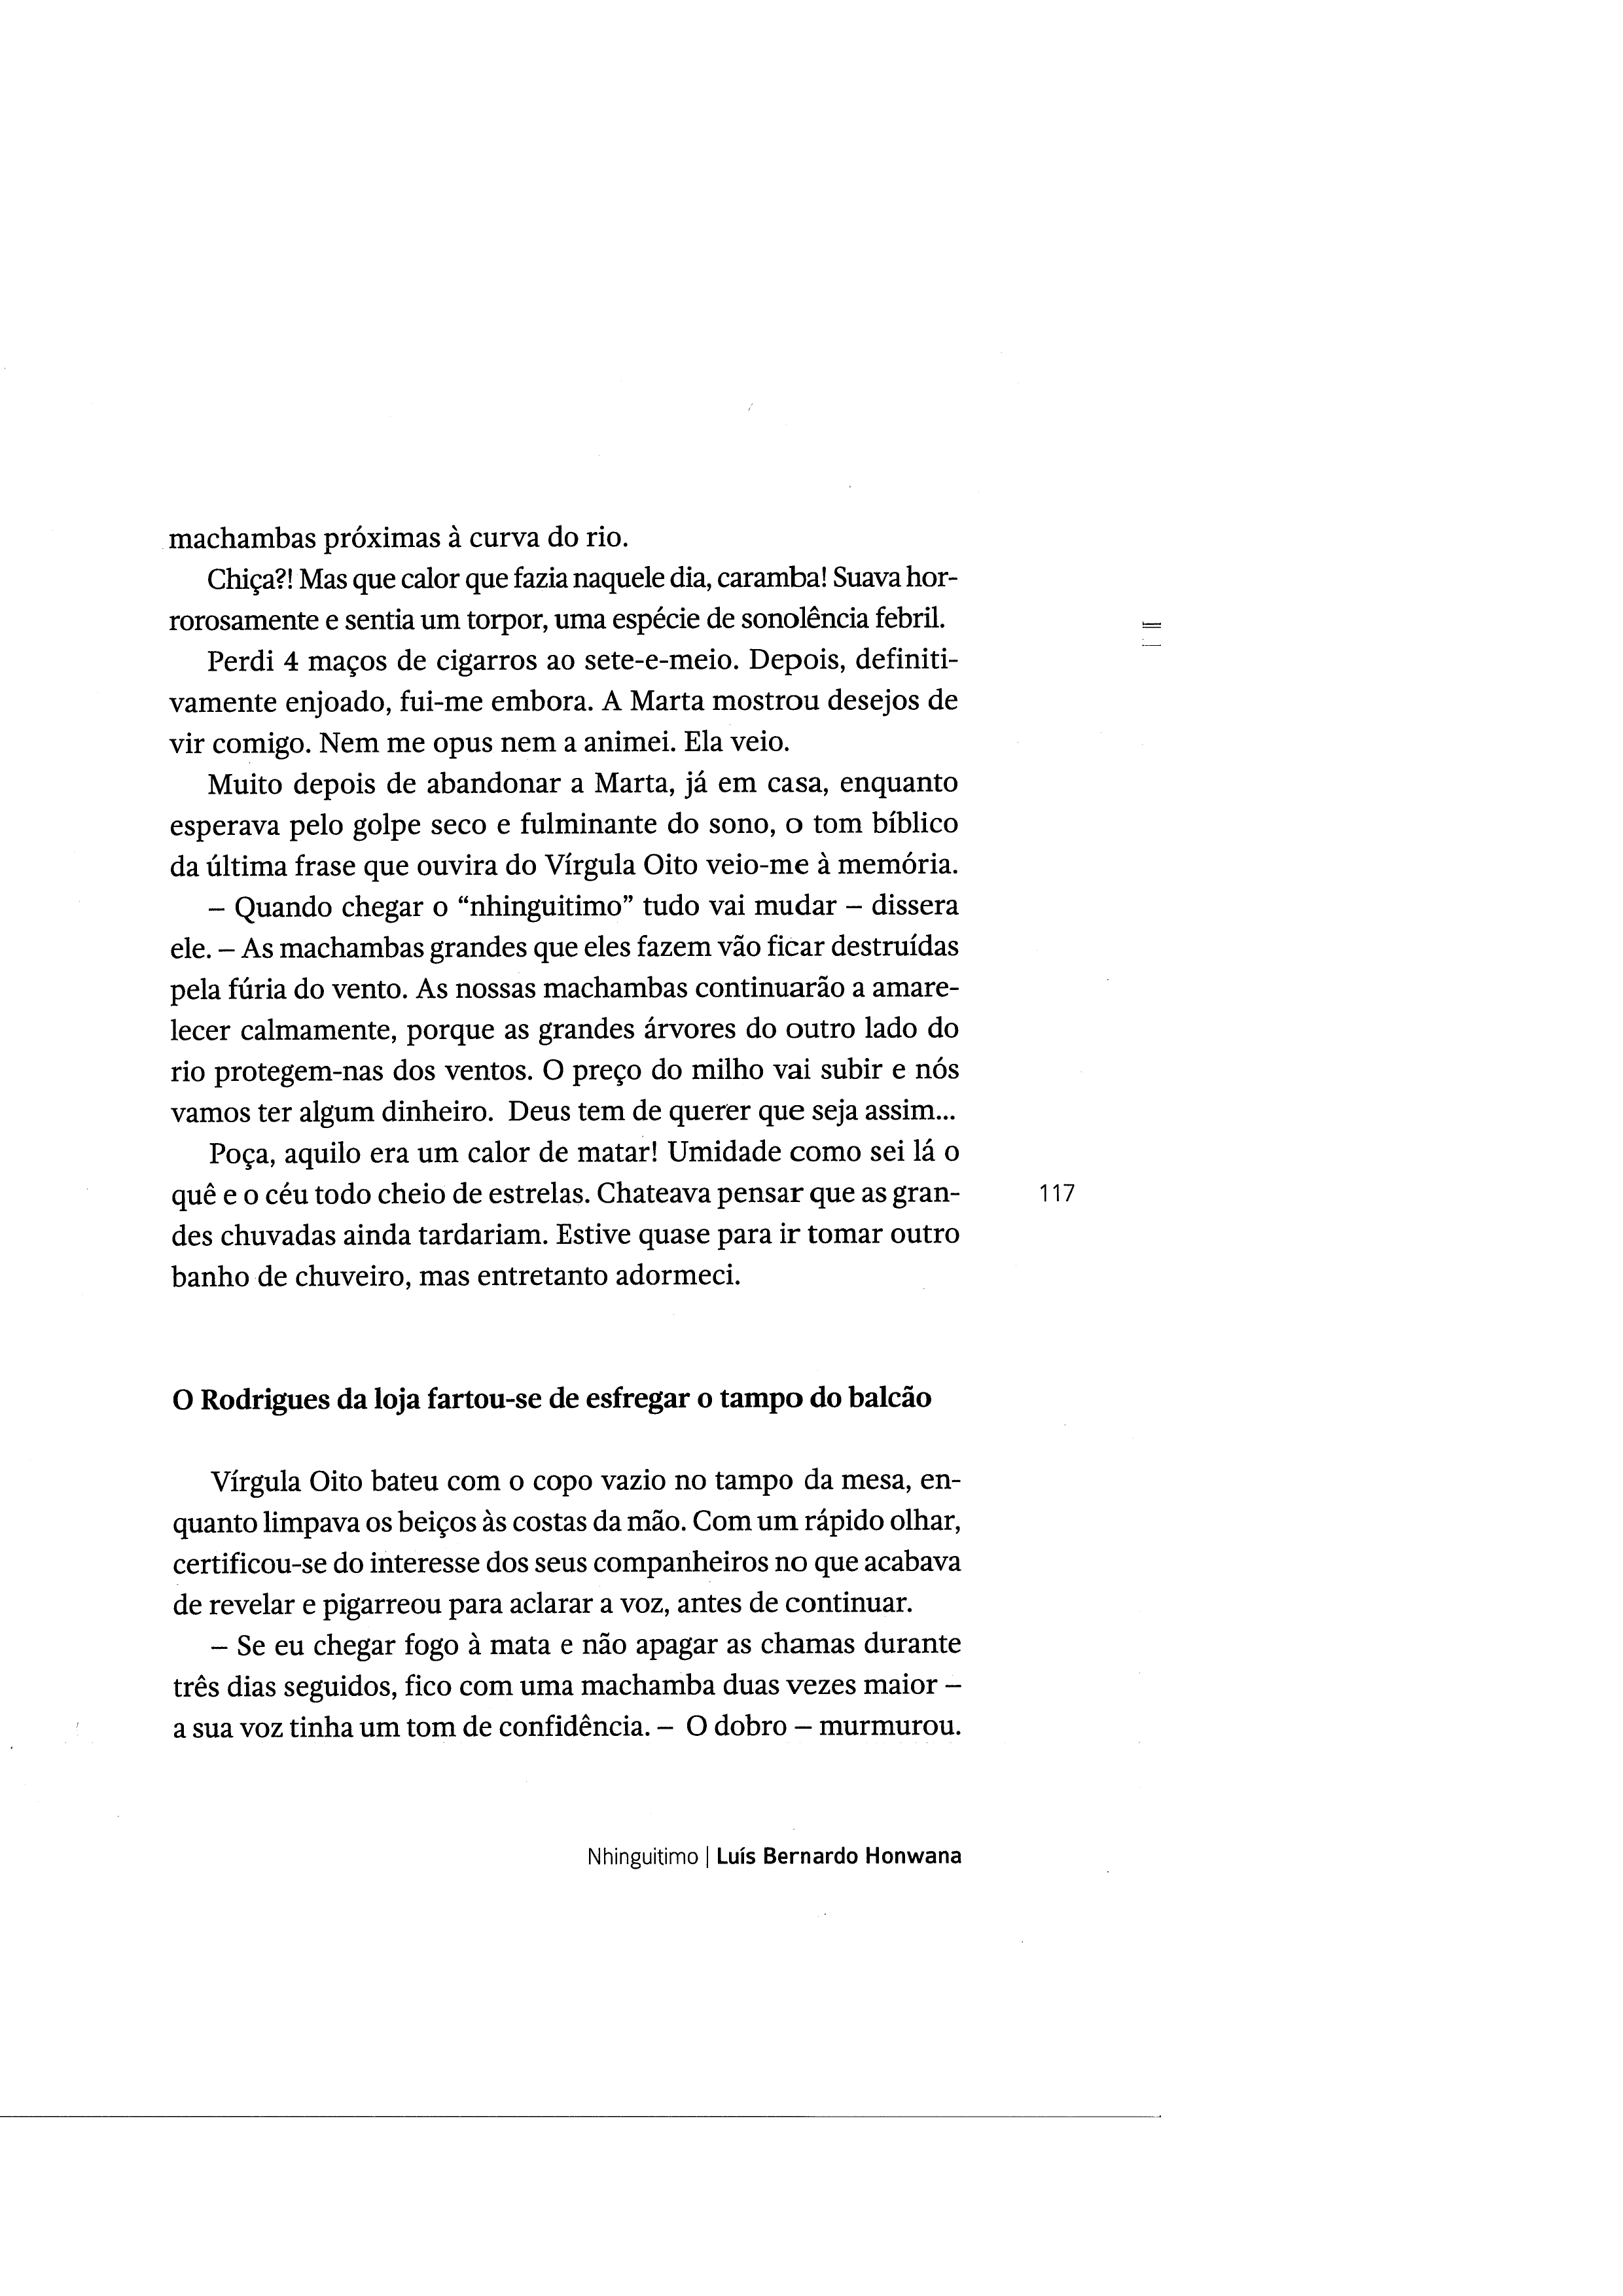 machambas próximas à curva do rio.
Chiça?! Mas que calor que fazia naquele dia, caramba! Suava hor-
rorosamente e sentia um torpor, uma espécie de sonolência febril.
Perdi 4 maços de cigarros ao sete-e-meio. Depois, definiti-
vamente enjoado, fui-me embora. A Marta mostrou desejos de
vir comigo. Nem me opus nem a animei. Ela veio.
Muito depois de abandonar a Marta, já em casa, enquanto
esperava pelo golpe seco e fulminante do sono, o tom bíblico
da última frase que ouvira do Vírgula Oito veio-me à memória.
– Quando chegar o “nhinguitimo” tudo vai mudar – dissera
ele. – As machambas grandes que eles fazem vão ficar destruídas
pela fúria do vento. As nossas machambas continuarão a amare-
lecer calmamente, porque as grandes árvores do outro lado do
rio protegem-nas dos ventos. O preço do milho vai subir e nós
vamos ter algum dinheiro. Deus tem de querer que seja assim...
Poça, aquilo era um calor de matar! Umidade como sei lá o
quê e o céu todo cheio de estrelas. Chateava pensar que as gran-
des chuvadas ainda tardariam. Estive quase para ir tomar outro
banho de chuveiro, mas entretanto adormeci.
117
O Rodrigues da loja fartou-se de esfregar o tampo do balcão
Vírgula Oito bateu com o copo vazio no tampo da mesa, en-
quanto limpava os beiços às costas da mão. Com um rápido olhar,
certificou-se do interesse dos seus companheiros no que acabava
de revelar e pigarreou para aclarar a voz, antes de continuar.
– Se eu chegar fogo à mata e não apagar as chamas durante
três dias seguidos, fico com uma machamba duas vezes maior –
a sua voz tinha um tom de confidência. – O dobro – murmurou.
Nhinguitimo | Luís Bernardo Honwana